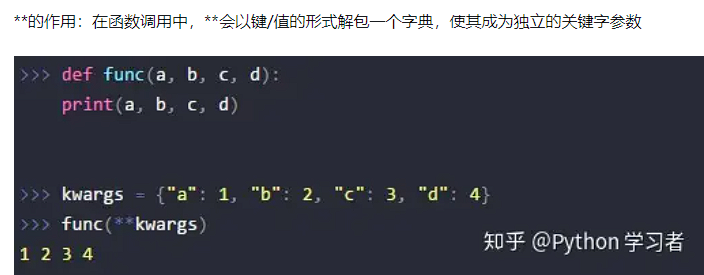 **的作用：在函数调用中，**会以键/值的形式解包一个字典，使其成为独立的关键字参数
>>> def func(a, b, c, d):
    print(a, b, c, d)
>>> kwargs = {"a": 1, "b": 2, "c": 3, "d": 4}
>>> func(**kwargs)
1 2 3 4
知乎 @Python 学习者